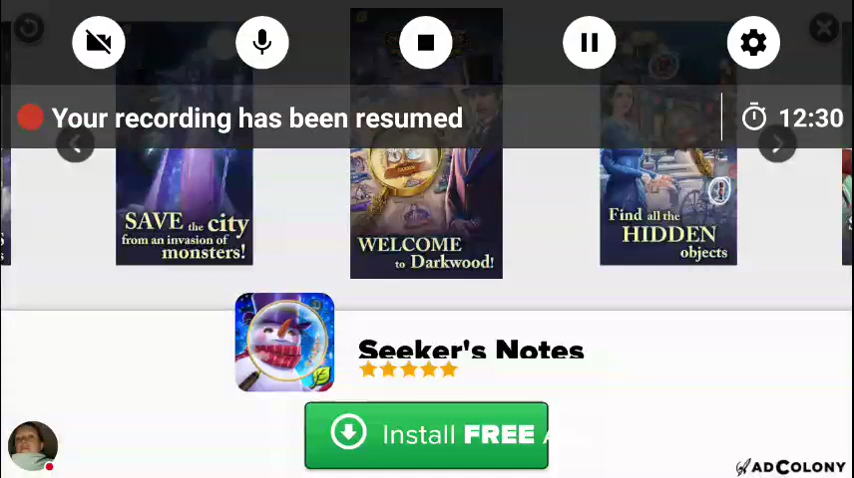 Your recording has been resumed
12:30
SAVE the city
from an invasion of
monsters!
WELCOME
to Darkwood!
Find all the
HIDDEN
objects
Seeker's Notes
Install FREE
ADCOLONY